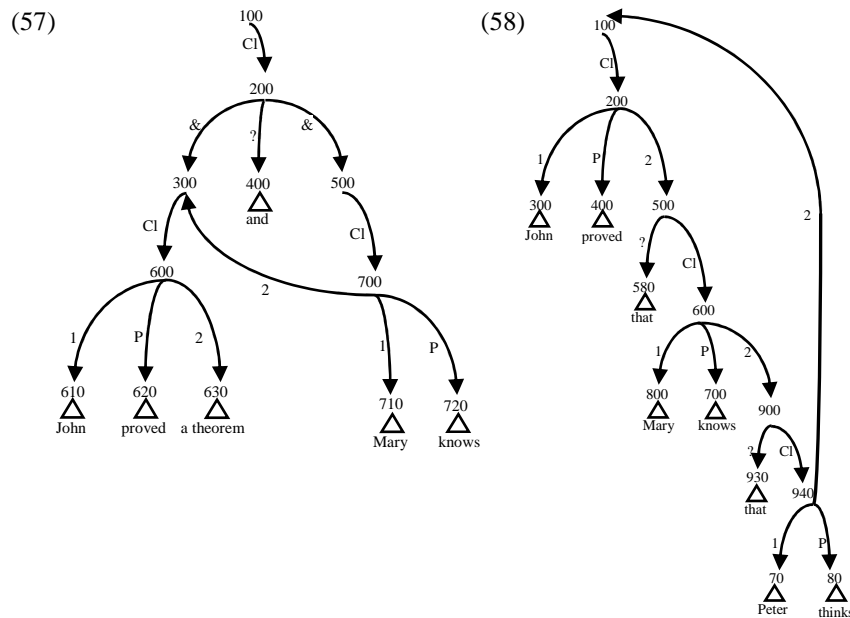 (57)
100
Cl
200
& ? &
300 400 500
and
Cl Cl
600 700
2
1 P 2 1 P
610 620 630
John proved a theorem
710 720
Mary knows
(58)
100
Cl
200
1 P 2
300 400 500
John proved
? Cl
580
that
600
1 P 2
800 700 900
Mary knows
? Cl
930 940
that
2
1 P
70 80
Peter thinks